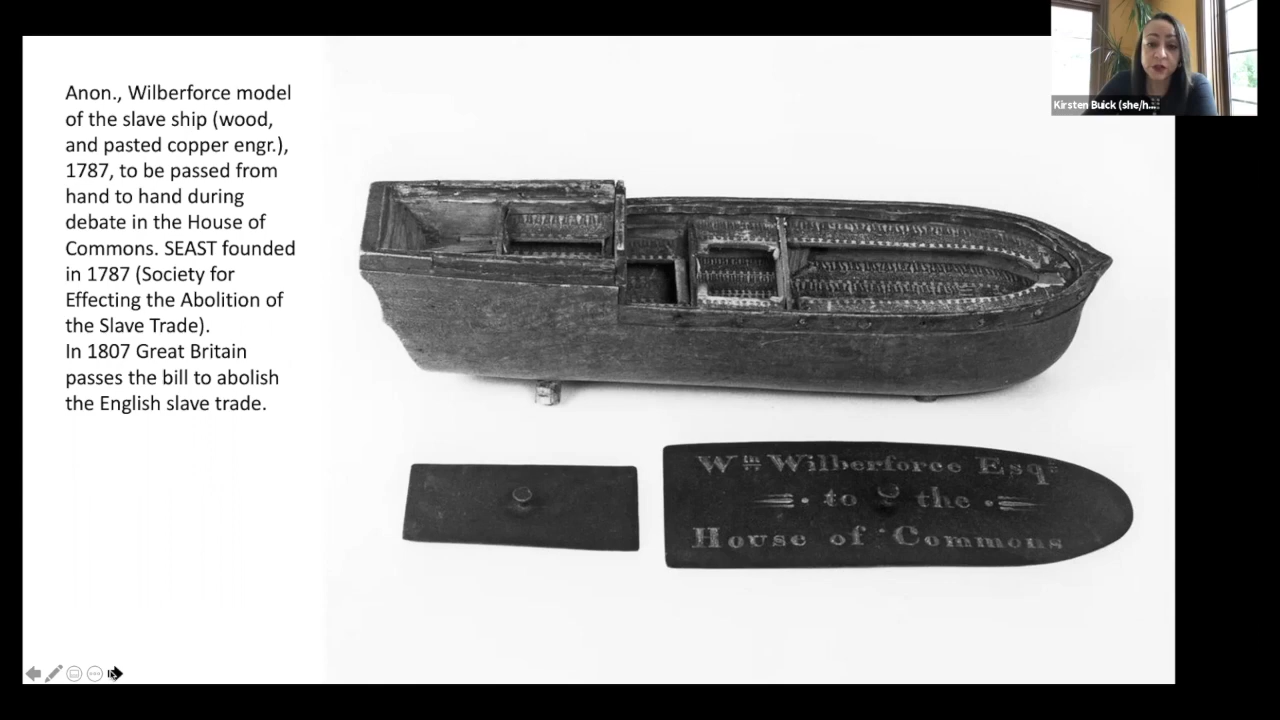 Anon., Wilberforce model
of the slave ship (wood,
and pasted copper engr.),
1787, to be passed from
hand to hand during
debate in the House of
Commons. SEAST founded
in 1787 (Society for
Effecting the Abolition of
the Slave Trade).
In 1807 Great Britain
passes the bill to abolish
the English slave trade.
Kirsten Buick (she/h...
Wm Wilberforce Esqr
to the
House of Commons